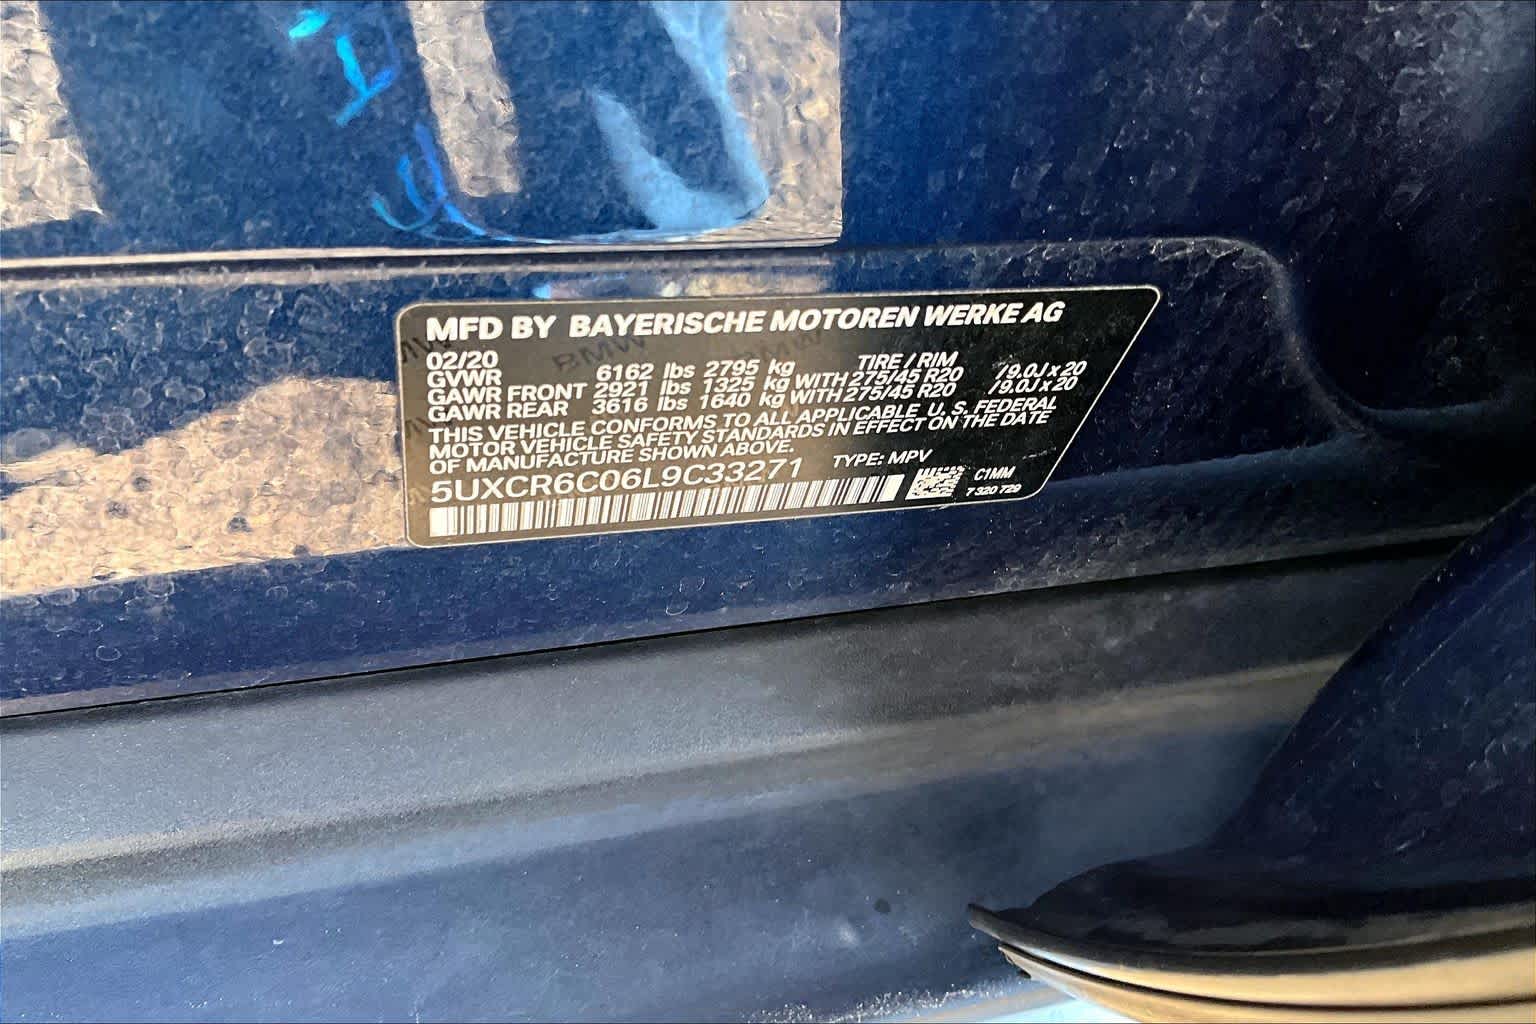 MFD BY BAYERISCHE MOTOREN WERKE AG
02/20 TIRE / RIM
GVWR 6162 lbs 2795 kg
GAWR FRONT 2921 lbs 1325 kg WITH 275/45 R20 /9.0J x 20
GAWR REAR 3616 lbs 1640 kg WITH 275/45 R20 /9.0J x 20
THIS VEHICLE CONFORMS TO ALL APPLICABLE U. S. FEDERAL
MOTOR VEHICLE SAFETY STANDARDS IN EFFECT ON THE DATE
OF MANUFACTURE SHOWN ABOVE. TYPE: MPV
5UXCR6C06L9C33271
C1MM
7 320 729